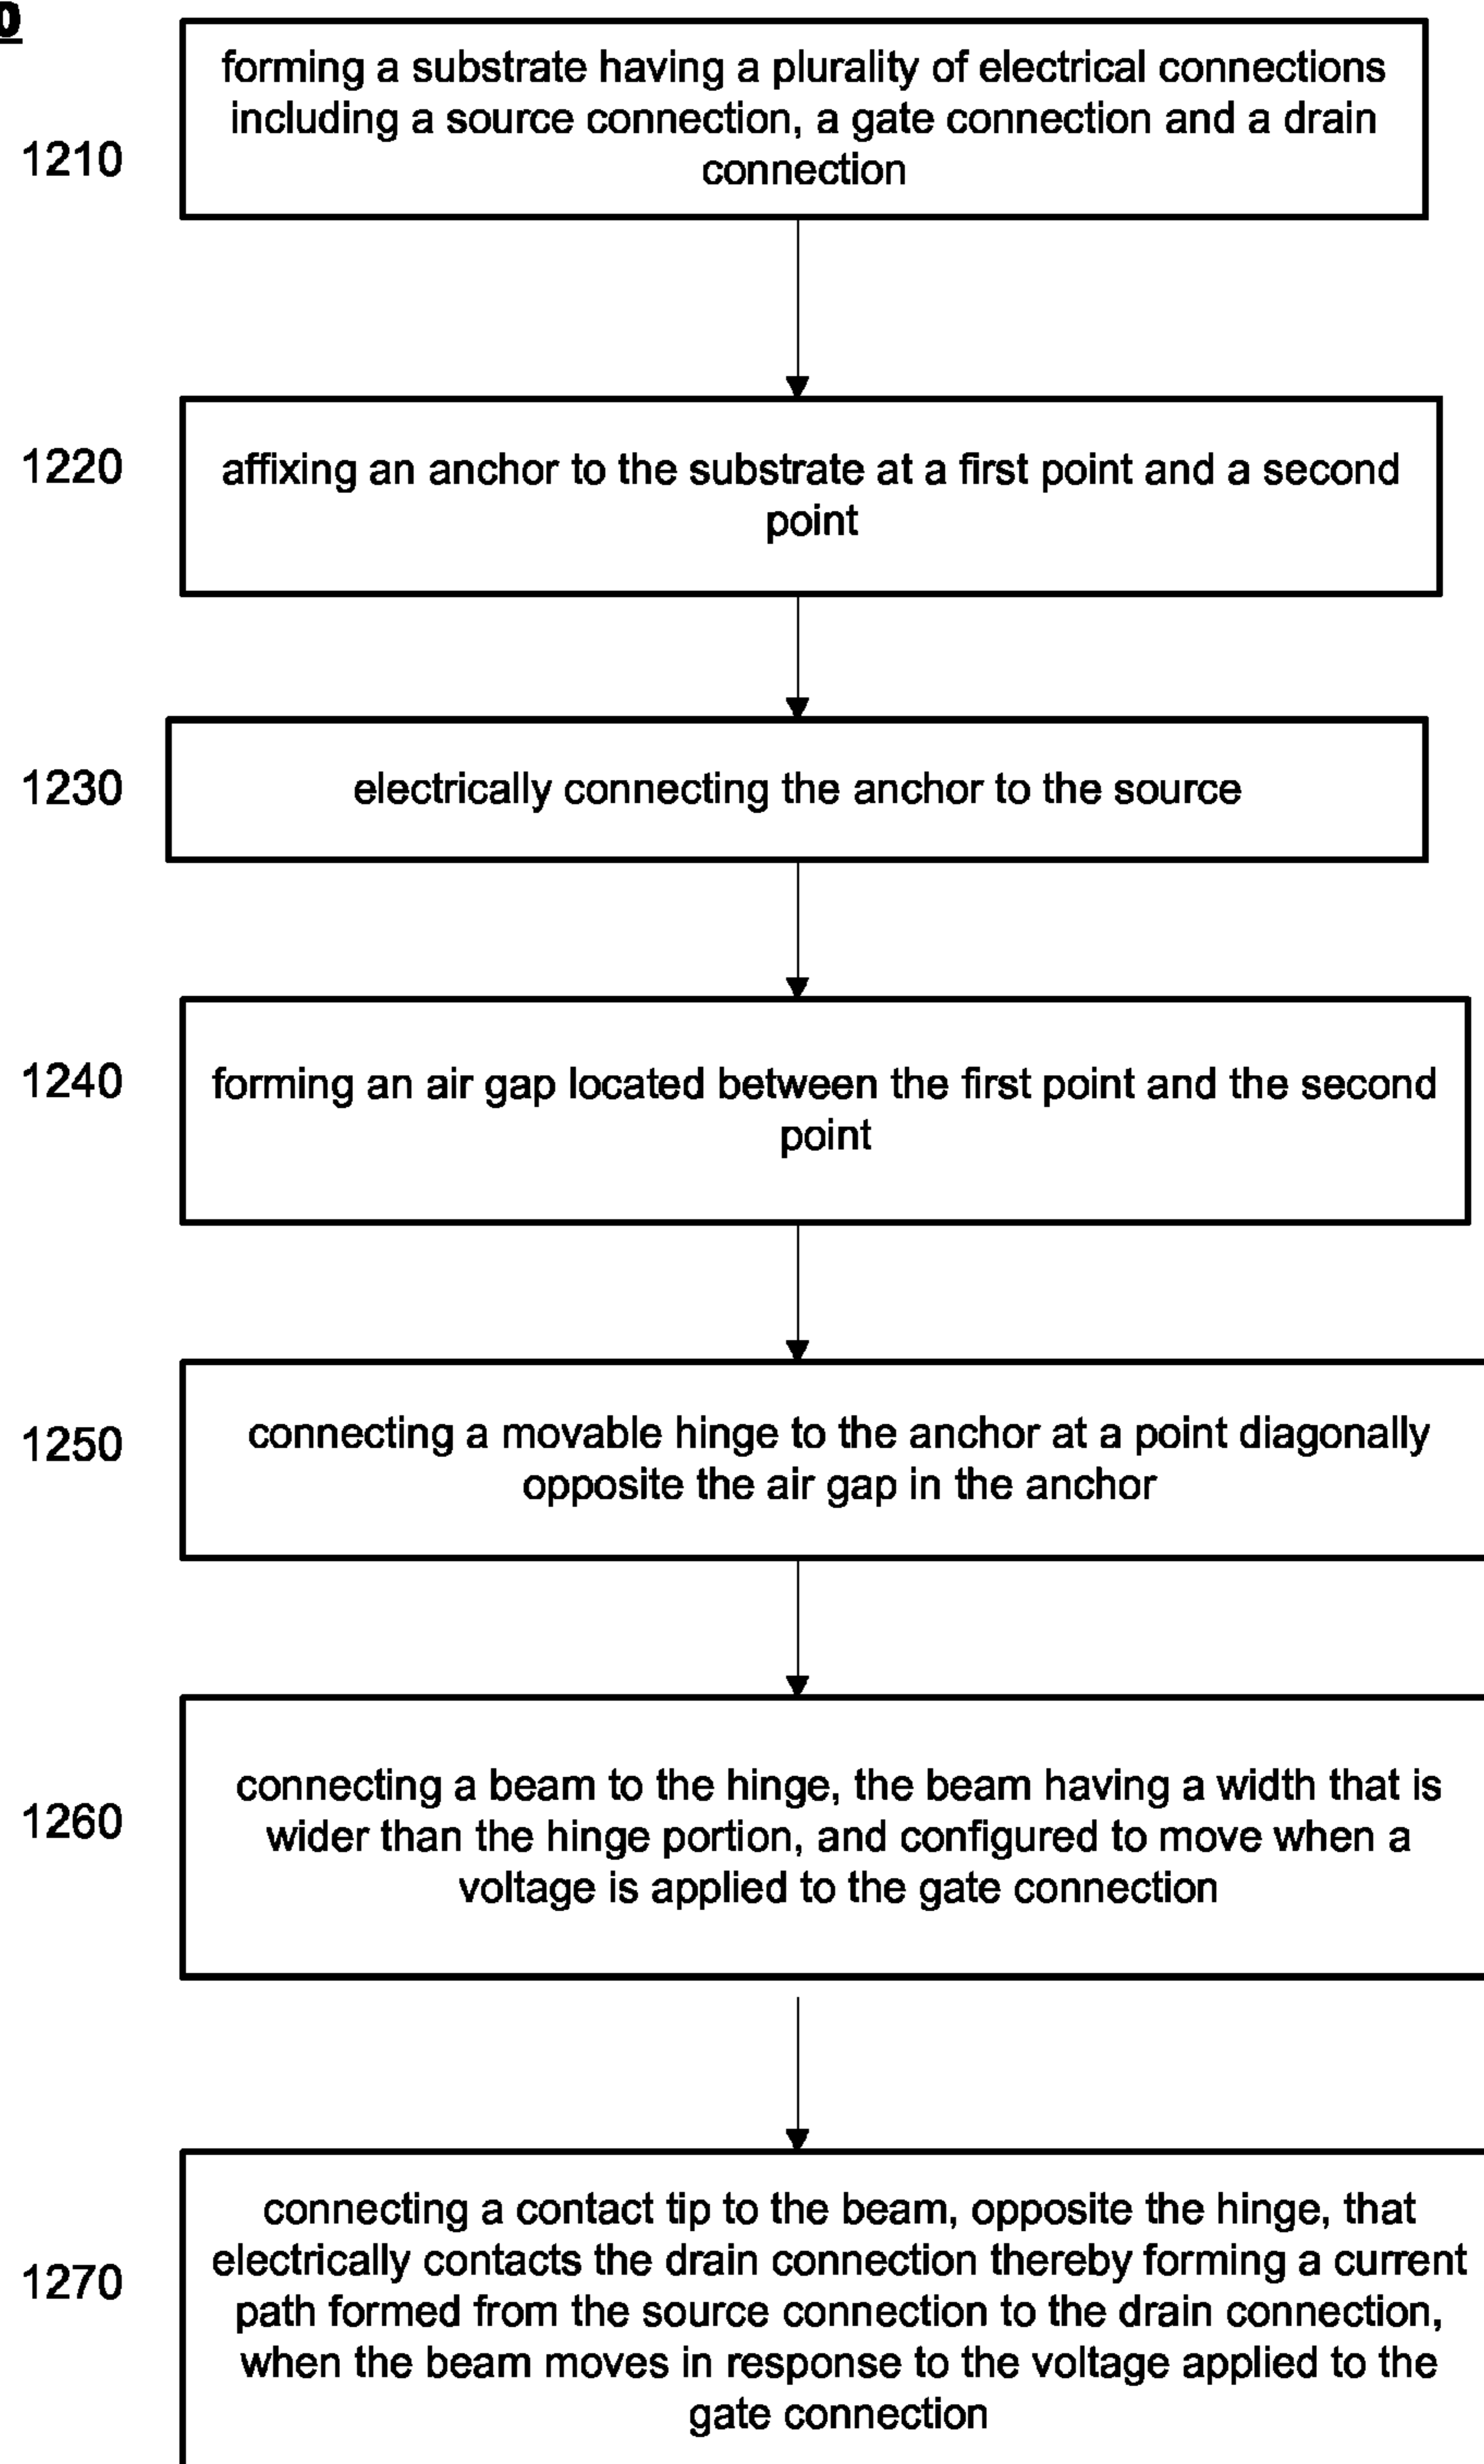 0
forming a substrate having a plurality of electrical connections
including a source connection, a gate connection and a drain
connection
1210
affixing an anchor to the substrate at a first point and a second
point
1220
electrically connecting the anchor to the source
1230
forming an air gap located between the first point and the second
point
1240
connecting a movable hinge to the anchor at a point diagonally
opposite the air gap in the anchor
1250
connecting a beam to the hinge, the beam having a width that is
wider than the hinge portion, and configured to move when a
voltage is applied to the gate connection
1260
connecting a contact tip to the beam, opposite the hinge, that
electrically contacts the drain connection thereby forming a current
path formed from the source connection to the drain connection,
when the beam moves in response to the voltage applied to the
gate connection
1270